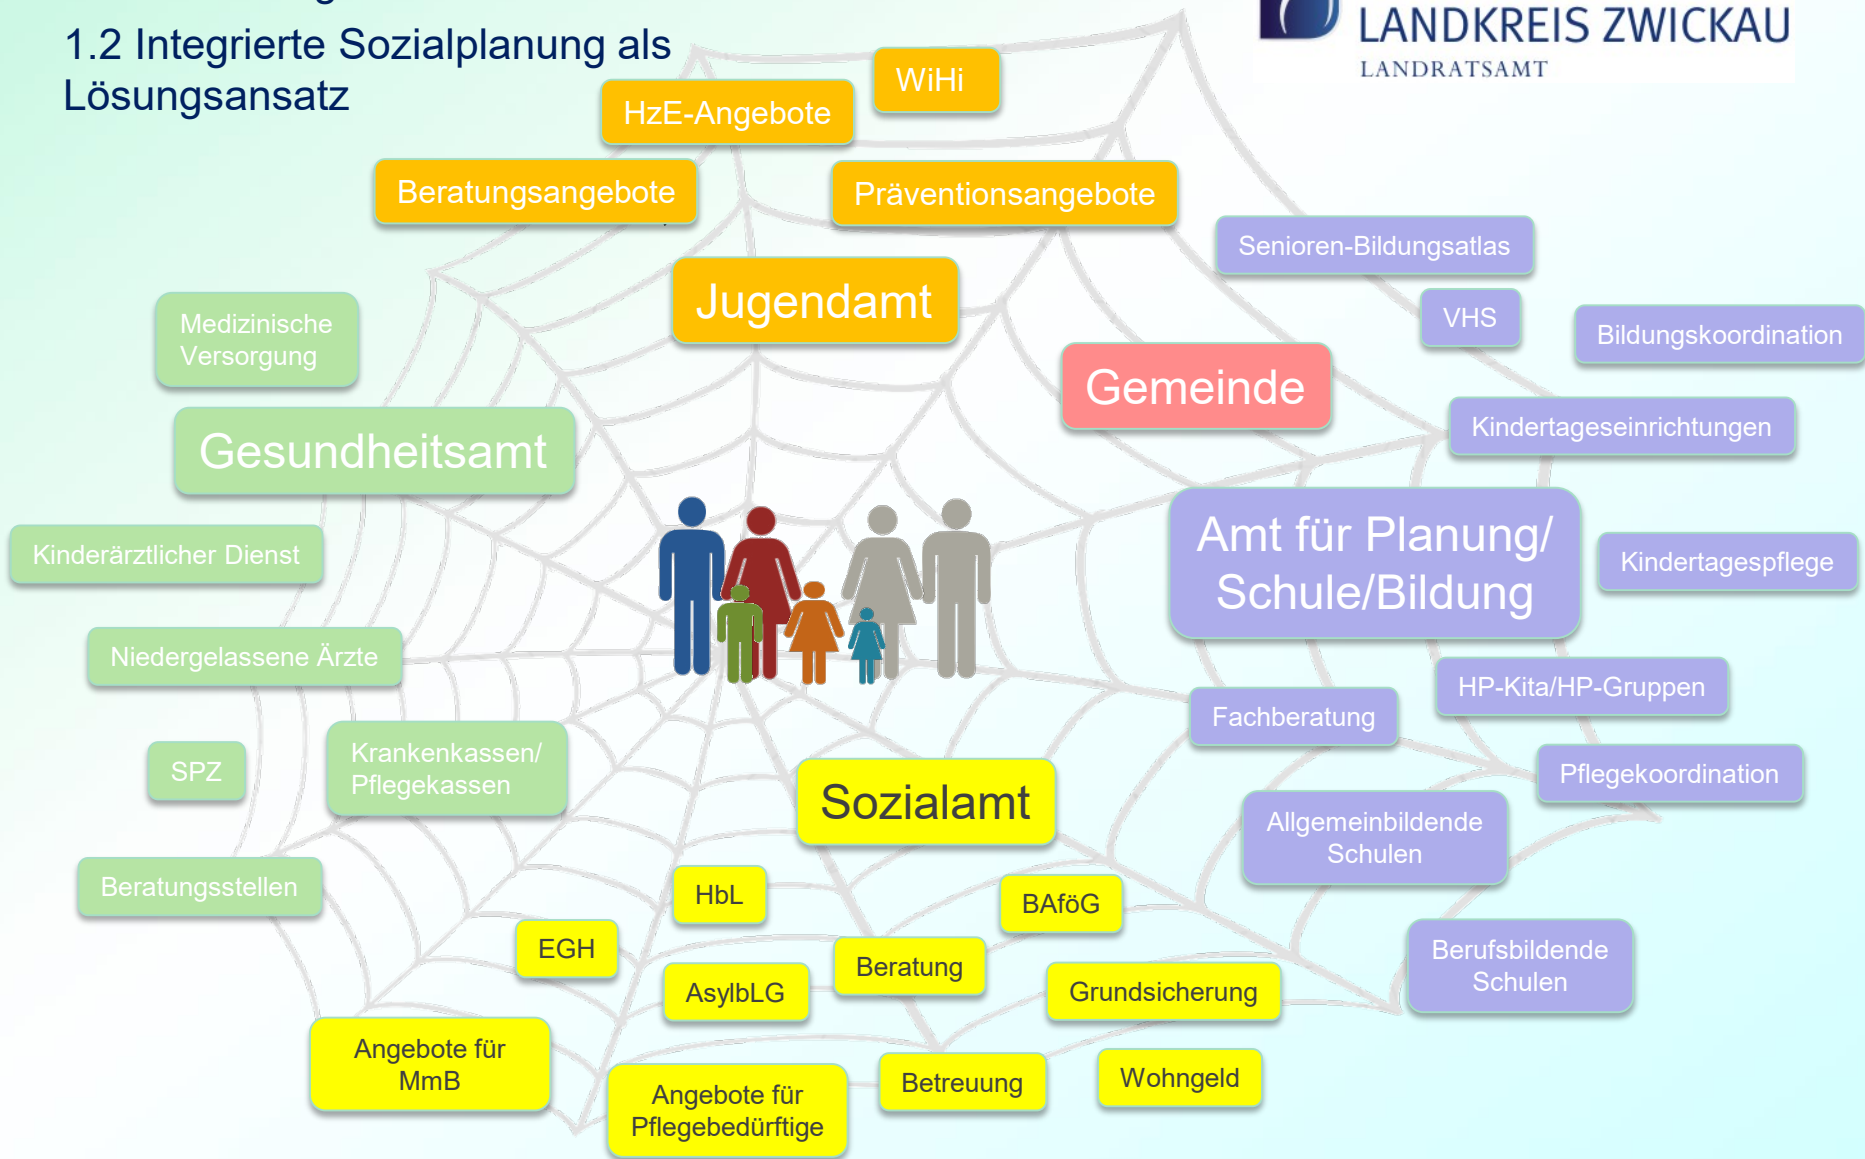 1.2 Integrierte Sozialplanung als
Lösungsansatz
LANDKREIS ZWICKAU
LANDRATSAMT
WiHi
HzE-Angebote
Beratungsangebote
Präventionsangebote
Jugendamt
Senioren-Bildungsatlas
VHS
Bildungskoordination
Medizinische
Versorgung
Gemeinde
Gesundheitsamt
Kindertageseinrichtungen
Amt für Planung/
Schule/Bildung
Kinderärztlicher Dienst
Kindertagespflege
Niedergelassene Ärzte
HP-Kita/HP-Gruppen
Fachberatung
SPZ
Krankenkassen/
Pflegekassen
Pflegekoordination
Sozialamt
Allgemeinbildende
Schulen
Beratungsstellen
HbL
BAföG
EGH
Beratung
Berufsbildende
Schulen
AsylbLG
Grundsicherung
Angebote für
MmB
Angebote für
Pflegebedürftige
Betreuung
Wohngeld